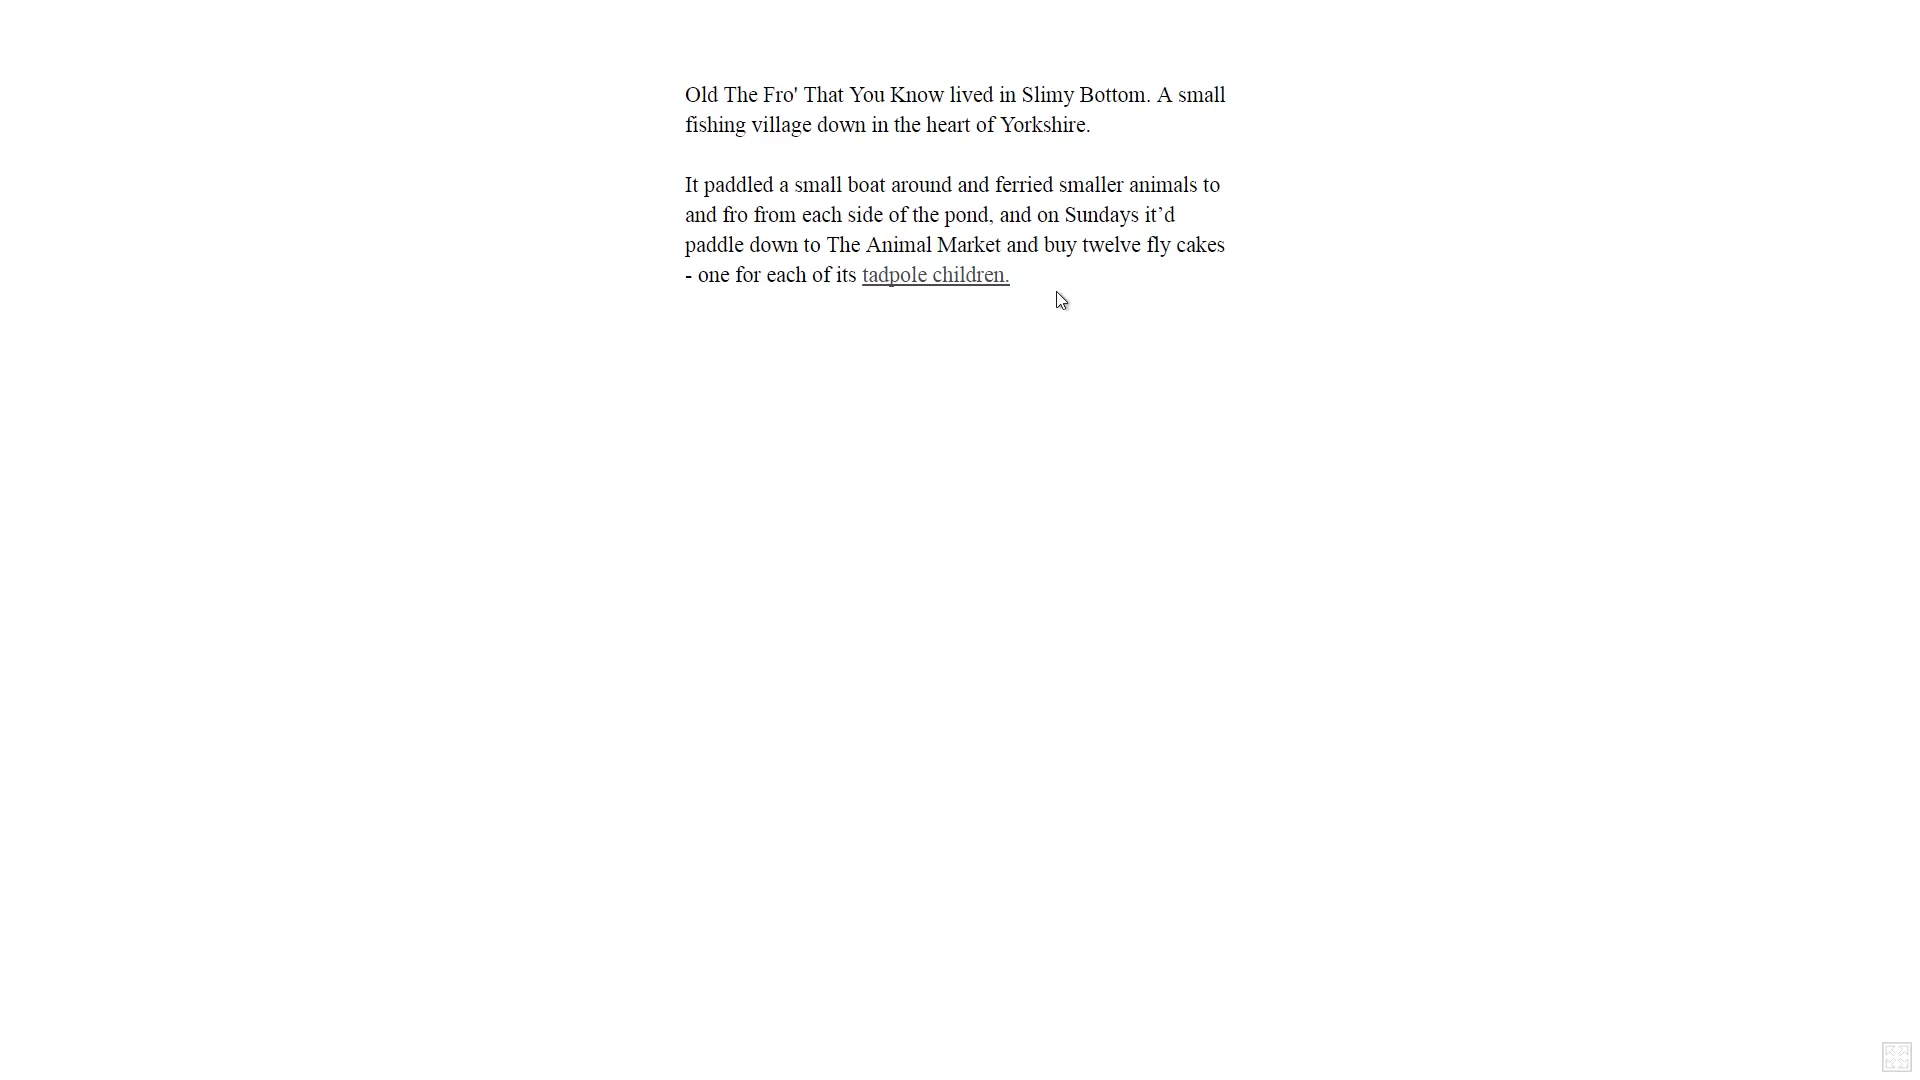 Old The Fro' That You Know lived in Slimy Bottom. A small
fishing village down in the heart of Yorkshire.
It paddled a small boat around and ferried smaller animals to
and fro from each side of the pond, and on Sundays it’d
paddle down to The Animal Market and buy twelve fly cakes
- one for each of its tadpole children.